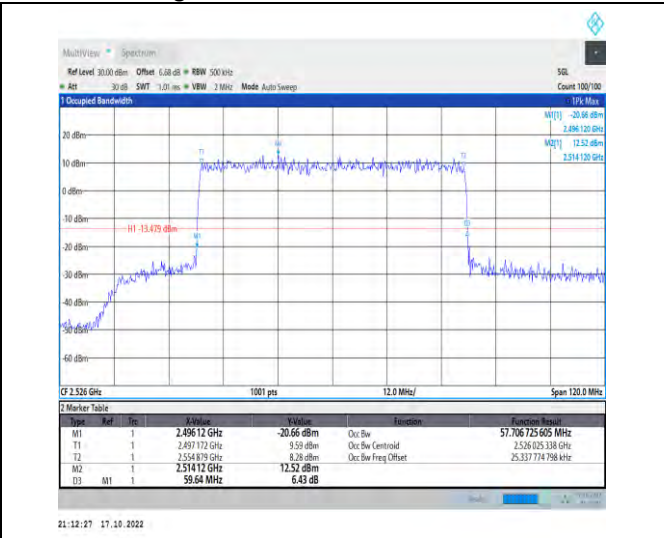 MultiView Spectrum
Ref Level 30.00 dBm Offset 6.68 dB RBW 500 kHz SGL
Att 30 dB SWT 1.01 ms VBW 2 MHz Mode Auto Sweep Count 100/100
1 Occupied Bandwidth 1Pk Max
M1[1] -20.66 dBm
2.496 120 GHz
M2[1] 12.52 dBm
2.514 120 GHz
20 dBm
T1
T2
10 dBm
0 dBm
-10 dBm
H1 -13.479 dBm
D3
M1
-20 dBm
-30 dBm
-40 dBm
-50 dBm
-60 dBm
CF 2.526 GHz 1001 pts 12.0 MHz/ Span 120.0 MHz
2 Marker Table
Type Ref Trc X-Value Y-Value Function Function Result
M1 1 2.496 12 GHz -20.66 dBm Occ Bw 57.706 725 605 MHz
T1 1 2.497 172 GHz 9.59 dBm Occ Bw Centroid 2.526 025 338 GHz
T2 1 2.554 879 GHz 8.28 dBm Occ Bw Freq Offset 25.337 774 798 kHz
M2 1 2.514 12 GHz 12.52 dBm
D3 M1 1 59.64 MHz 6.43 dB
21:12:27 17.10.2022